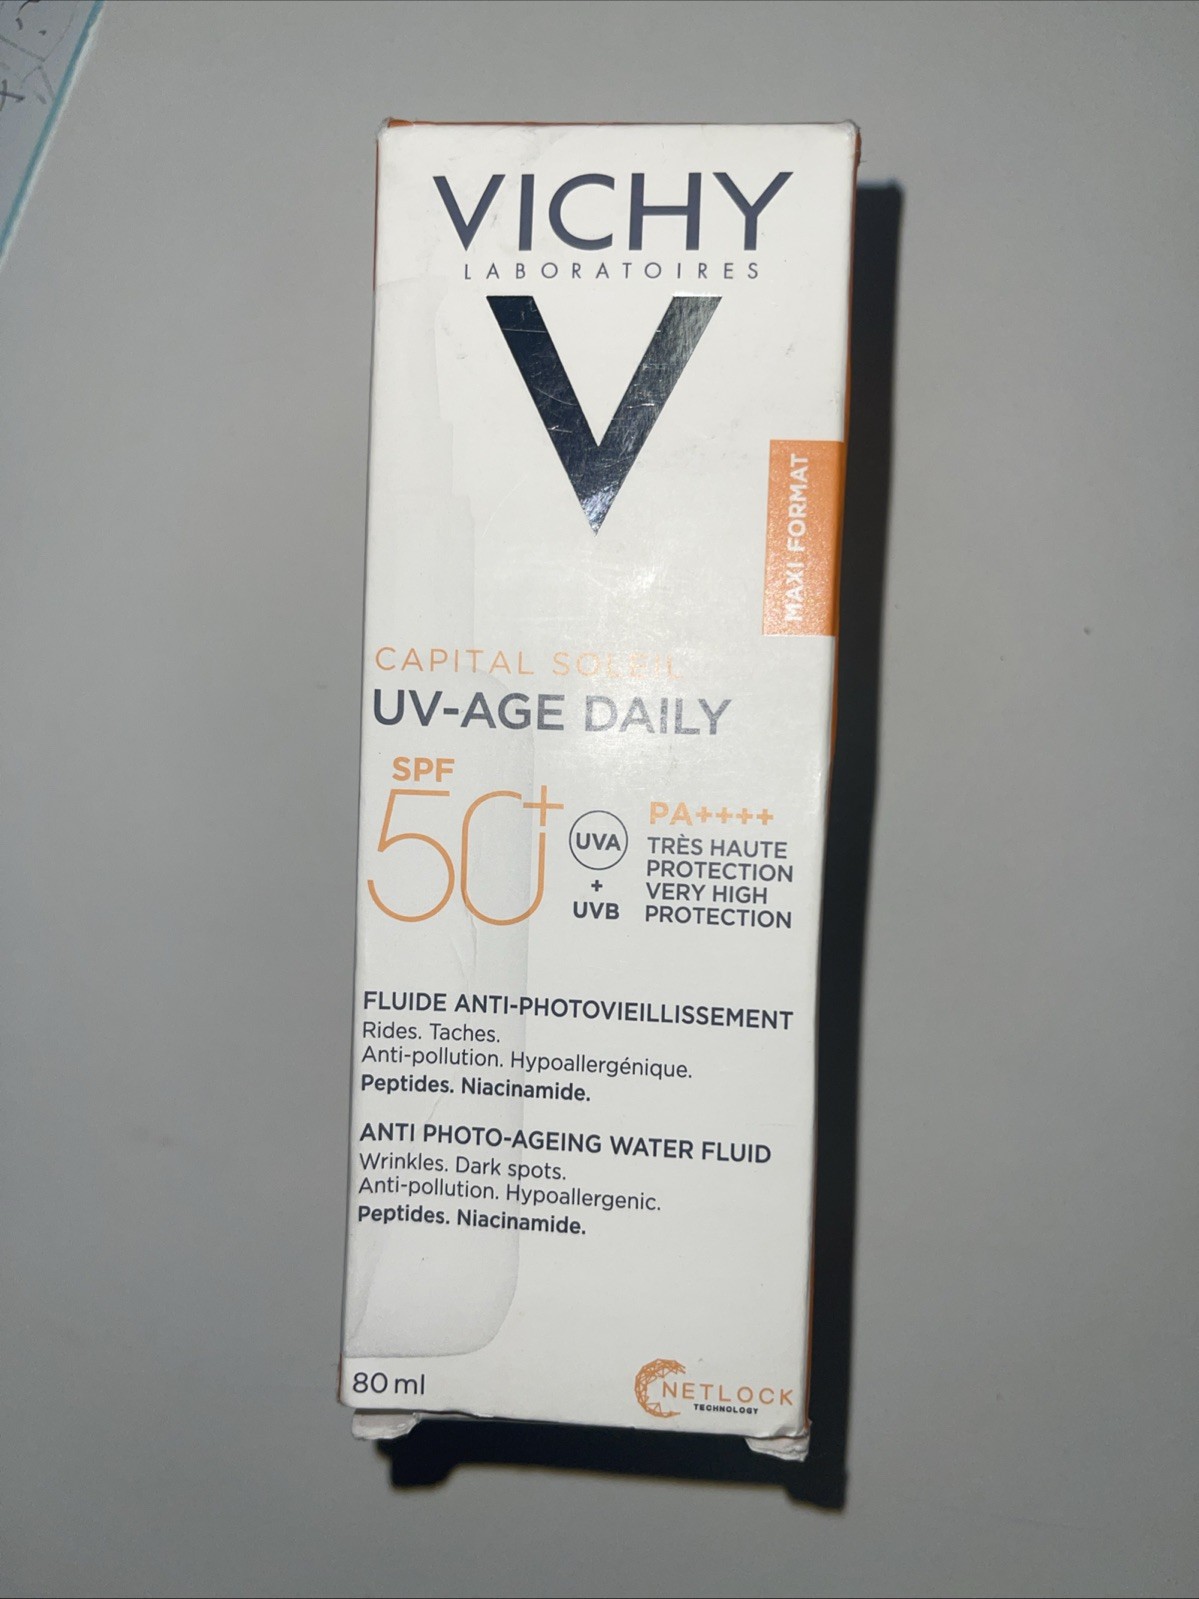 VICHY
LABORATOIRES
MAXI FORMAT
CAPITAL SOLEIL
UV-AGE DAILY
SPF
50+
UVA
+
UVB
PA++++
TRÈS HAUTE
PROTECTION
VERY HIGH
PROTECTION
FLUIDE ANTI-PHOTOVIEILLISSEMENT
Rides. Taches.
Anti-pollution. Hypoallergénique.
Peptides. Niacinamide.
ANTI PHOTO-AGEING WATER FLUID
Wrinkles. Dark spots.
Anti-pollution. Hypoallergenic.
Peptides. Niacinamide.
80 ml
NETLOCK
TECHNOLOGY